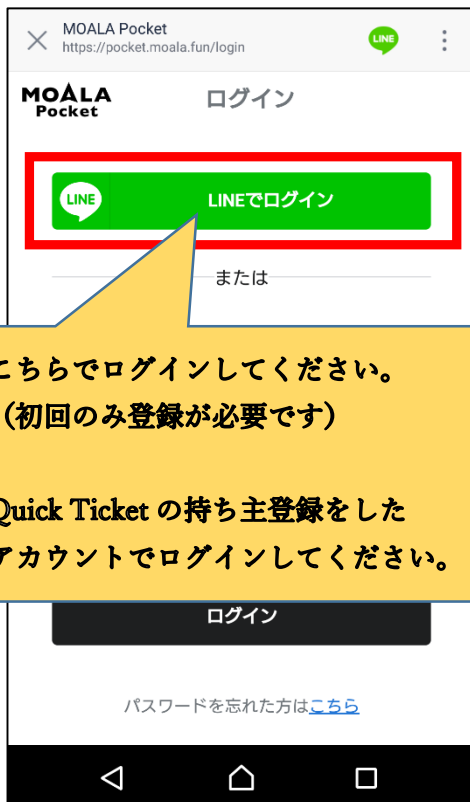 MOALA Pocket
https://pocket.moala.fun/login
LINE
MOALA
Pocket
ログイン
LINE
LINEでログイン
または
こちらでログインしてください。
（初回のみ登録が必要です）
Quick Ticket の持ち主登録をした
アカウントでログインしてください。
ログイン
パスワードを忘れた方はこちら